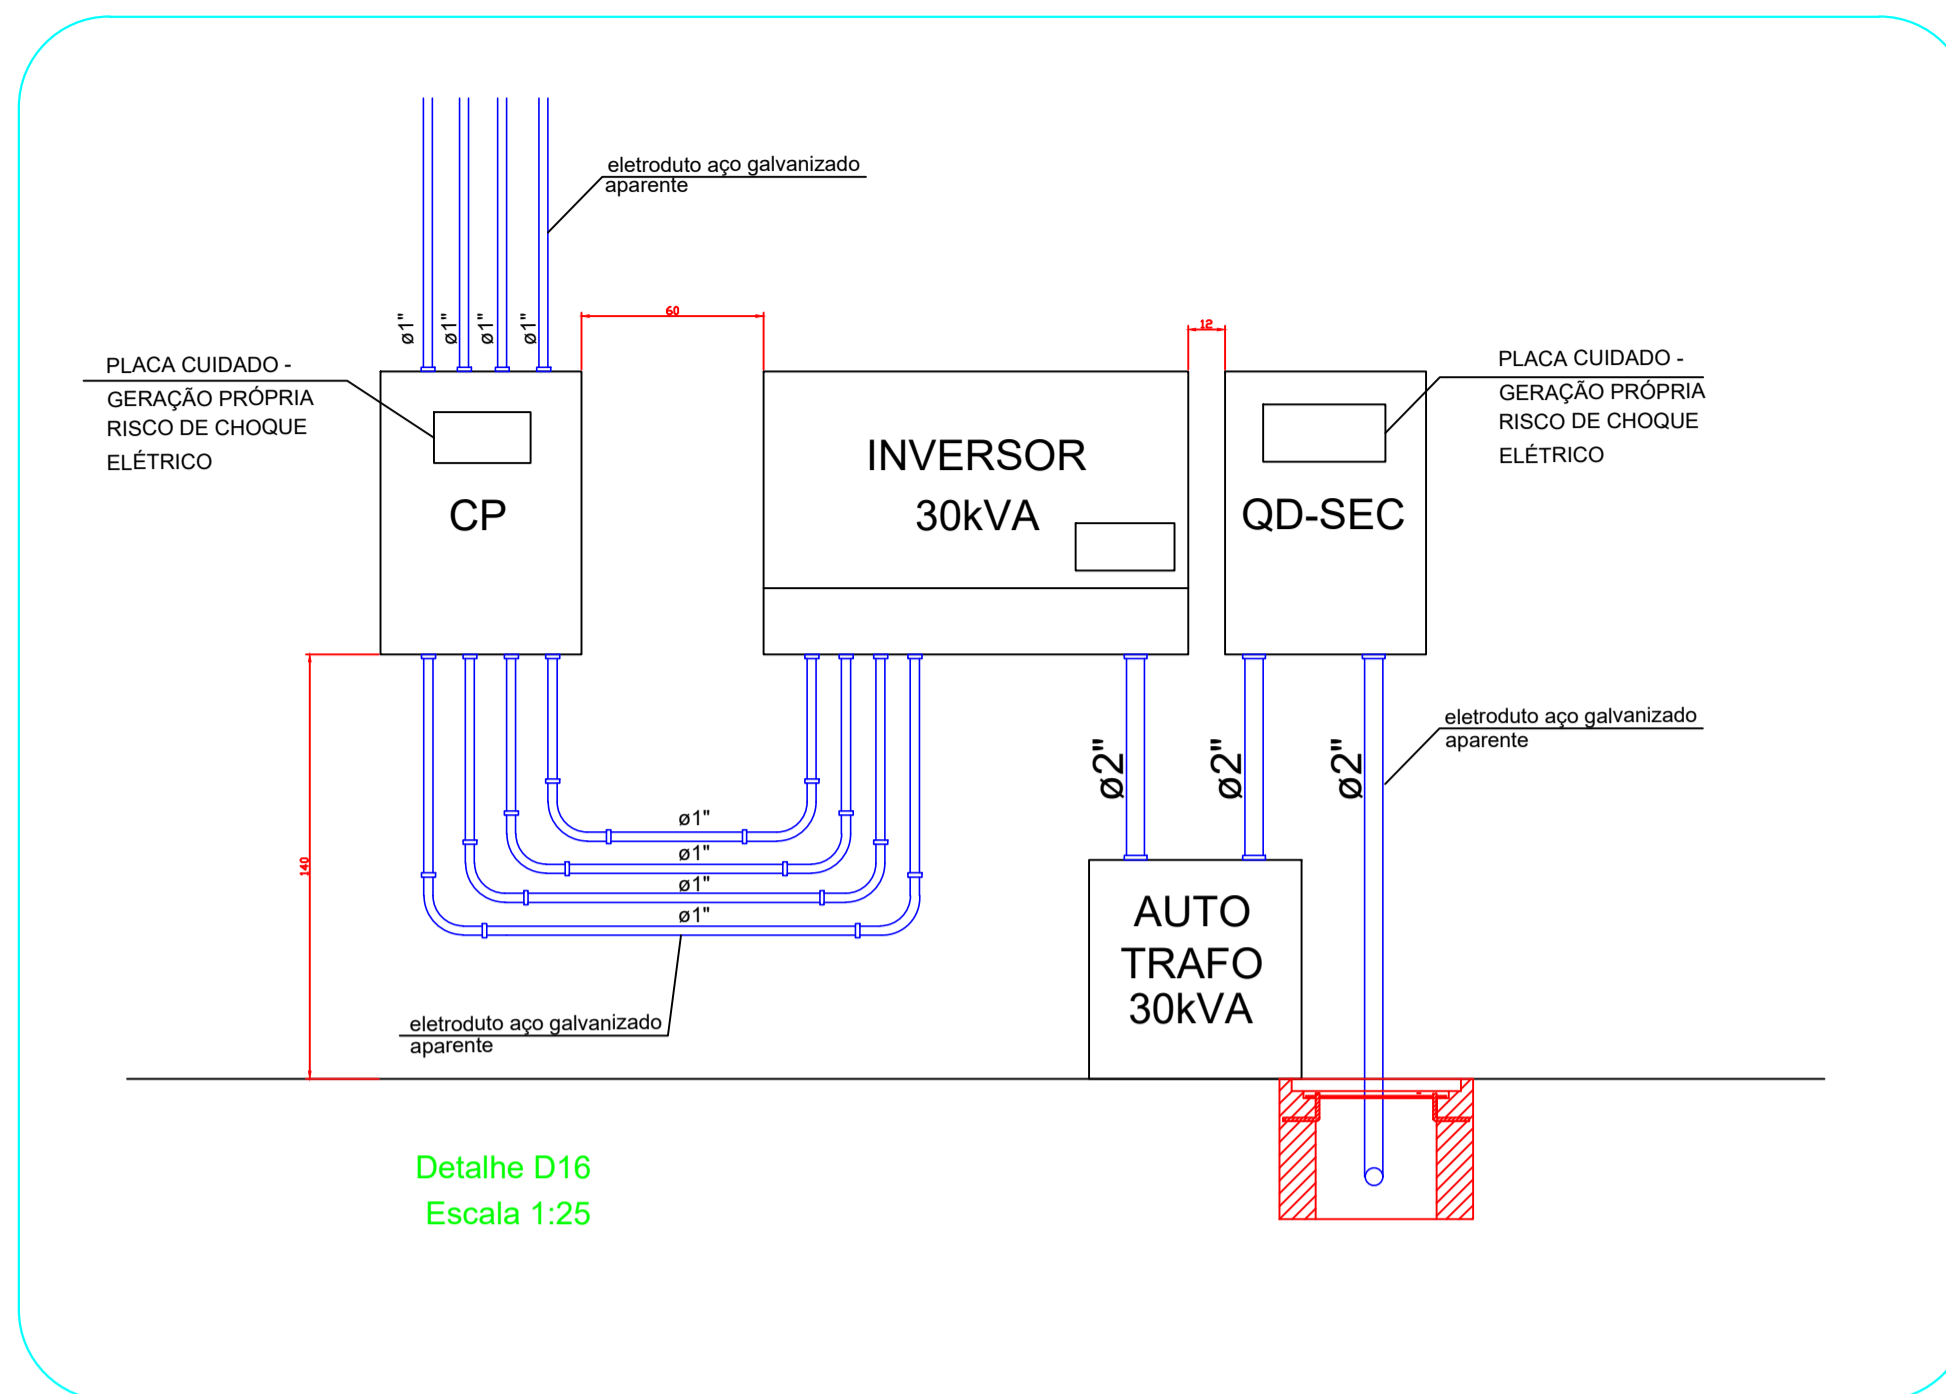 eletroduto aço galvanizado
aparente
ø1"
ø1"
ø1"
ø1"
60
12
PLACA CUIDADO -
GERAÇÃO PRÓPRIA
RISCO DE CHOQUE
ELÉTRICO
PLACA CUIDADO -
GERAÇÃO PRÓPRIA
RISCO DE CHOQUE
ELÉTRICO
CP
INVERSOR
30kVA
QD-SEC
eletroduto aço galvanizado
aparente
ø2"
ø2"
ø2"
ø1"
ø1"
ø1"
ø1"
140
AUTO
TRAFO
30kVA
eletroduto aço galvanizado
aparente
Detalhe D16
Escala 1:25